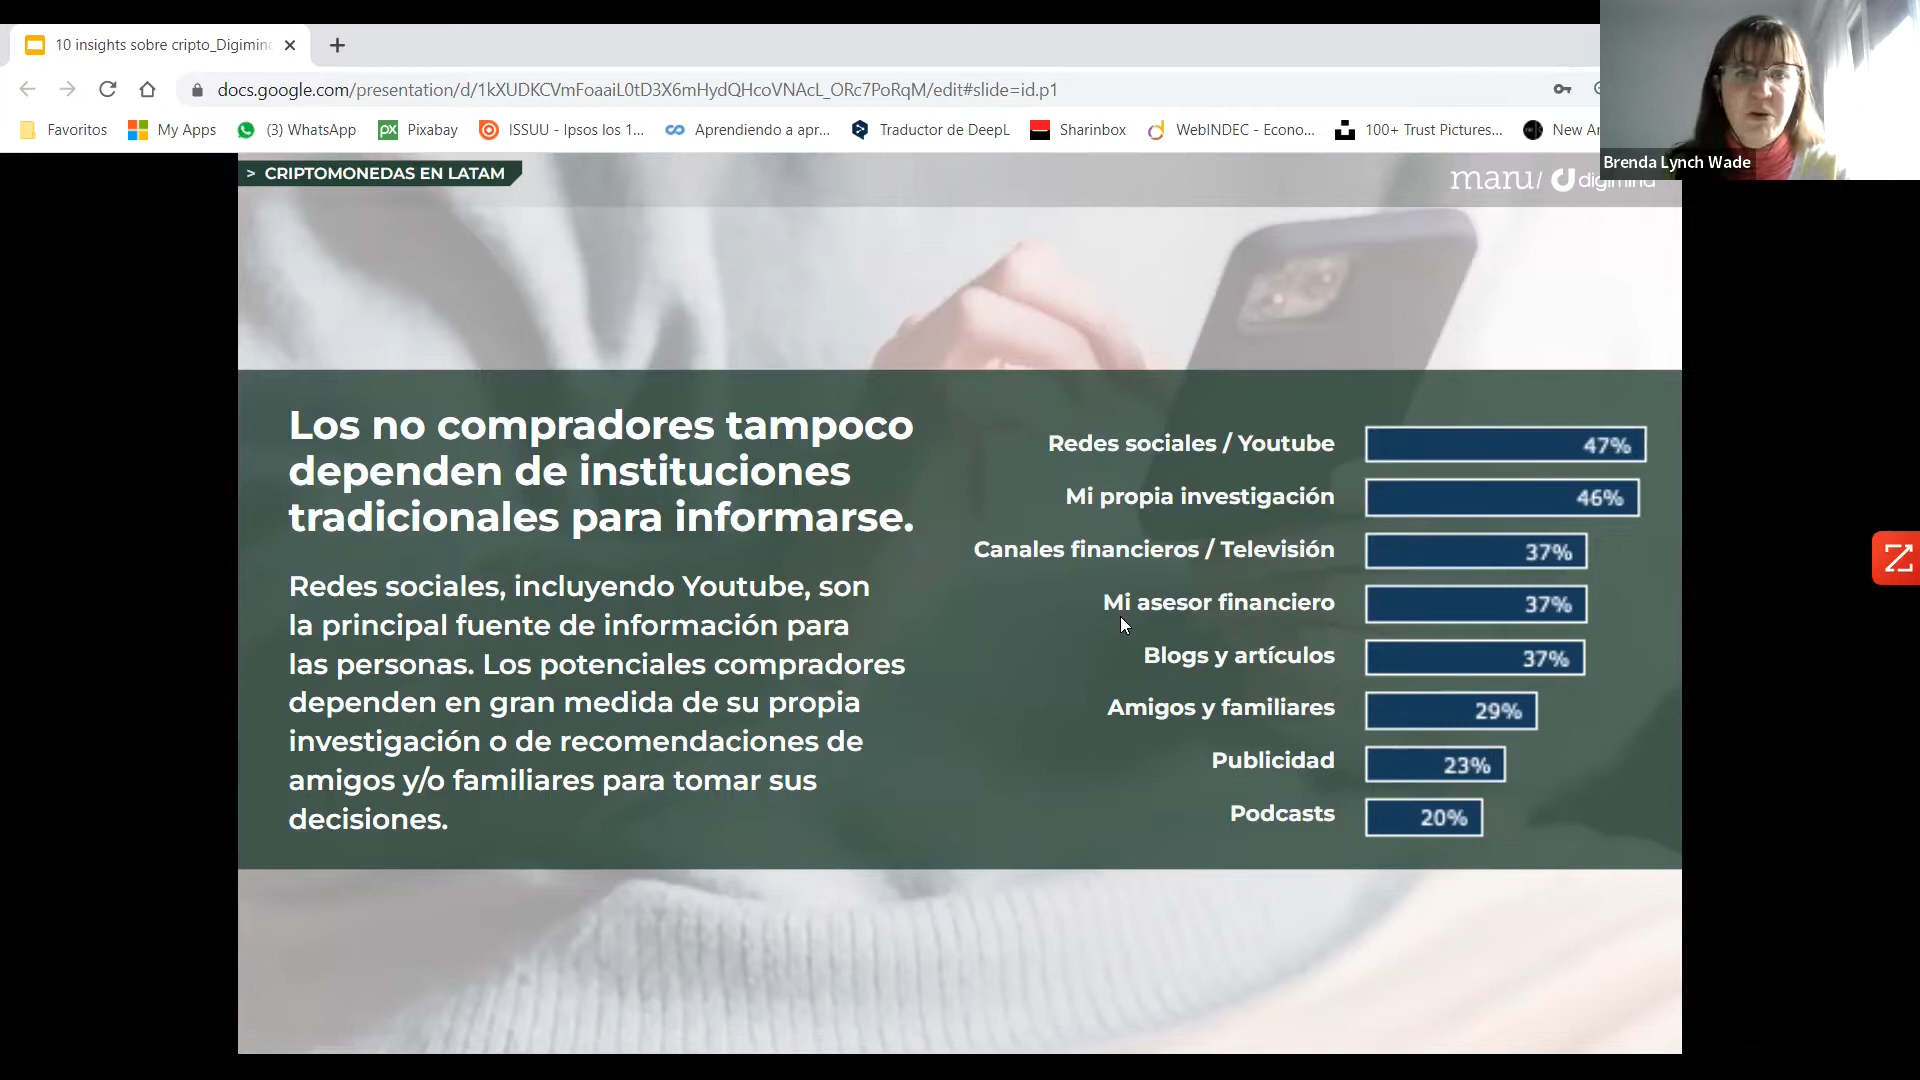 10 insights sobre cripto_Digimin
docs.google.com/presentation/d/1kXUDKCVmFoaaiL0tD3X6mHydQHcoVNAcL_ORc7PoRqM/edit#slide=id.p1
Favoritos
My Apps
(3) WhatsApp
Pixabay
ISSUU - Ipsos los 1...
Aprendiendo a apr...
Traductor de DeepL
Sharinbox
WebINDEC - Econo...
100+ Trust Pictures...
New Ar
Brenda Lynch Wade
> CRIPTOMONEDAS EN LATAM
maru/ digimind
Los no compradores tampoco
dependen de instituciones
tradicionales para informarse.
Redes sociales, incluyendo Youtube, son
la principal fuente de información para
las personas. Los potenciales compradores
dependen en gran medida de su propia
investigación o de recomendaciones de
amigos y/o familiares para tomar sus
decisiones.
Redes sociales / Youtube 47%
Mi propia investigación 46%
Canales financieros / Televisión 37%
Mi asesor financiero 37%
Blogs y artículos 37%
Amigos y familiares 29%
Publicidad 23%
Podcasts 20%